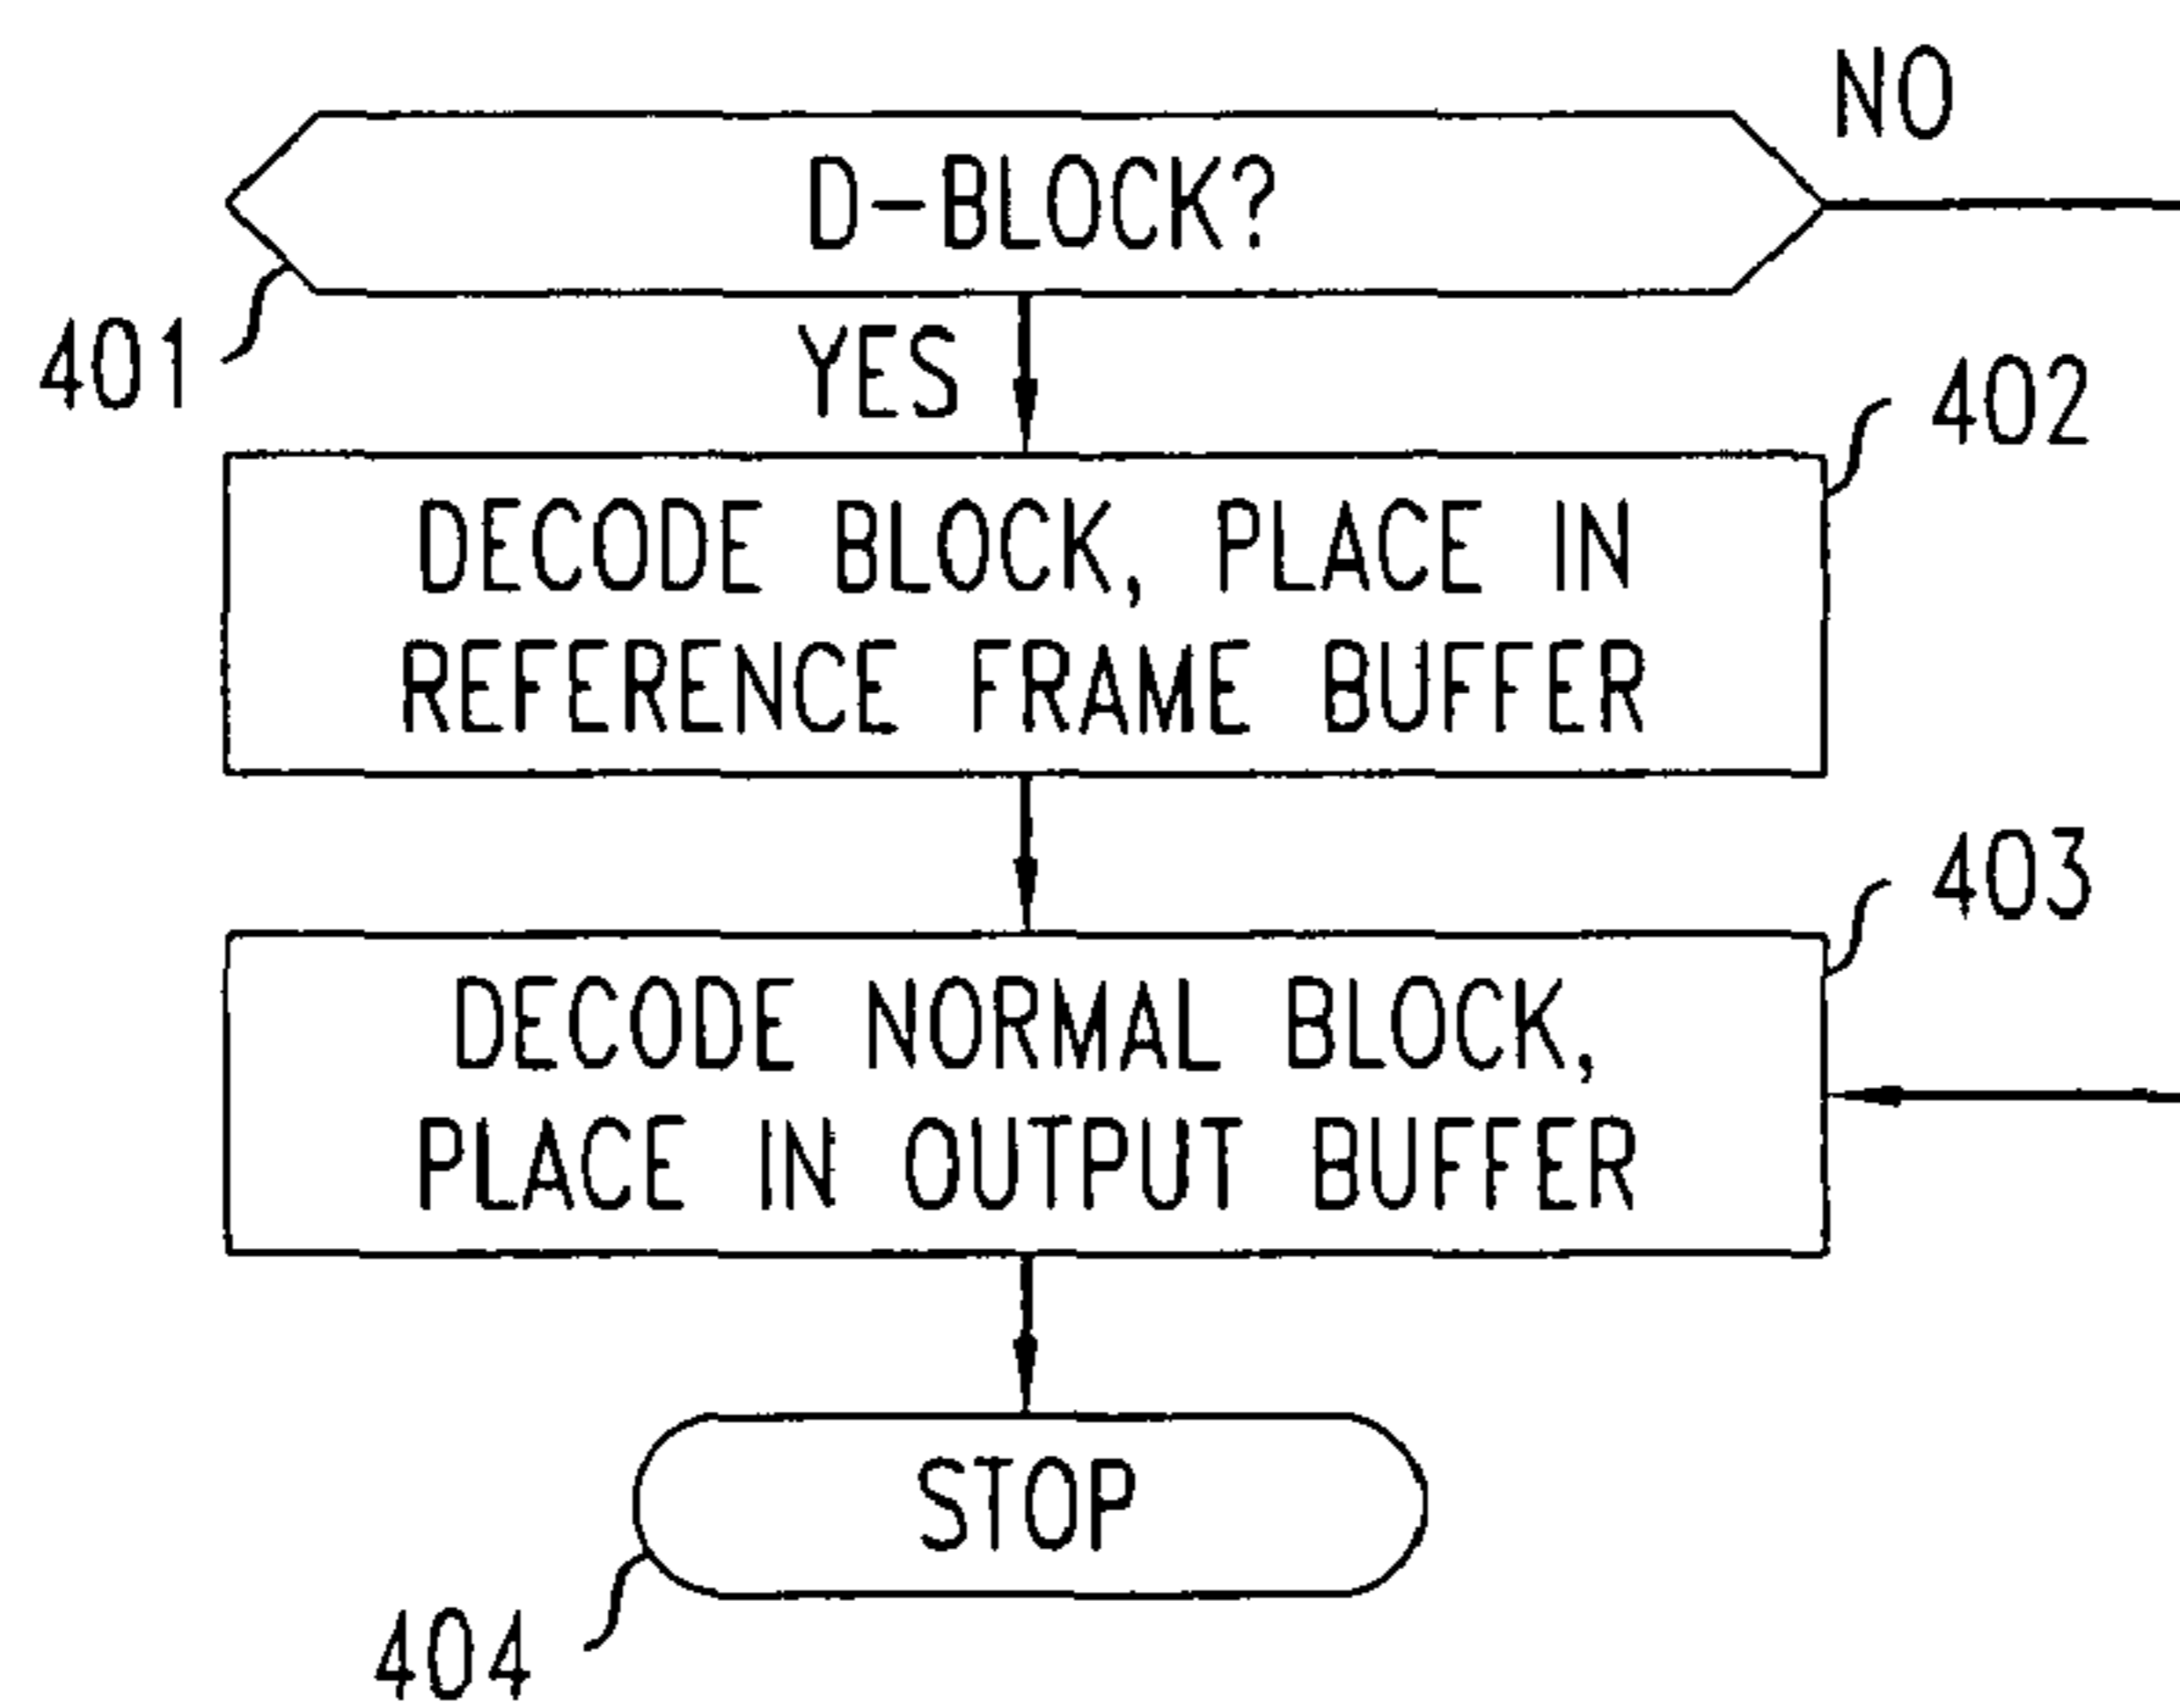 NO
D-BLOCK?
401
YES
402
DECODE BLOCK, PLACE IN
REFERENCE FRAME BUFFER
403
DECODE NORMAL BLOCK,
PLACE IN OUTPUT BUFFER
STOP
404